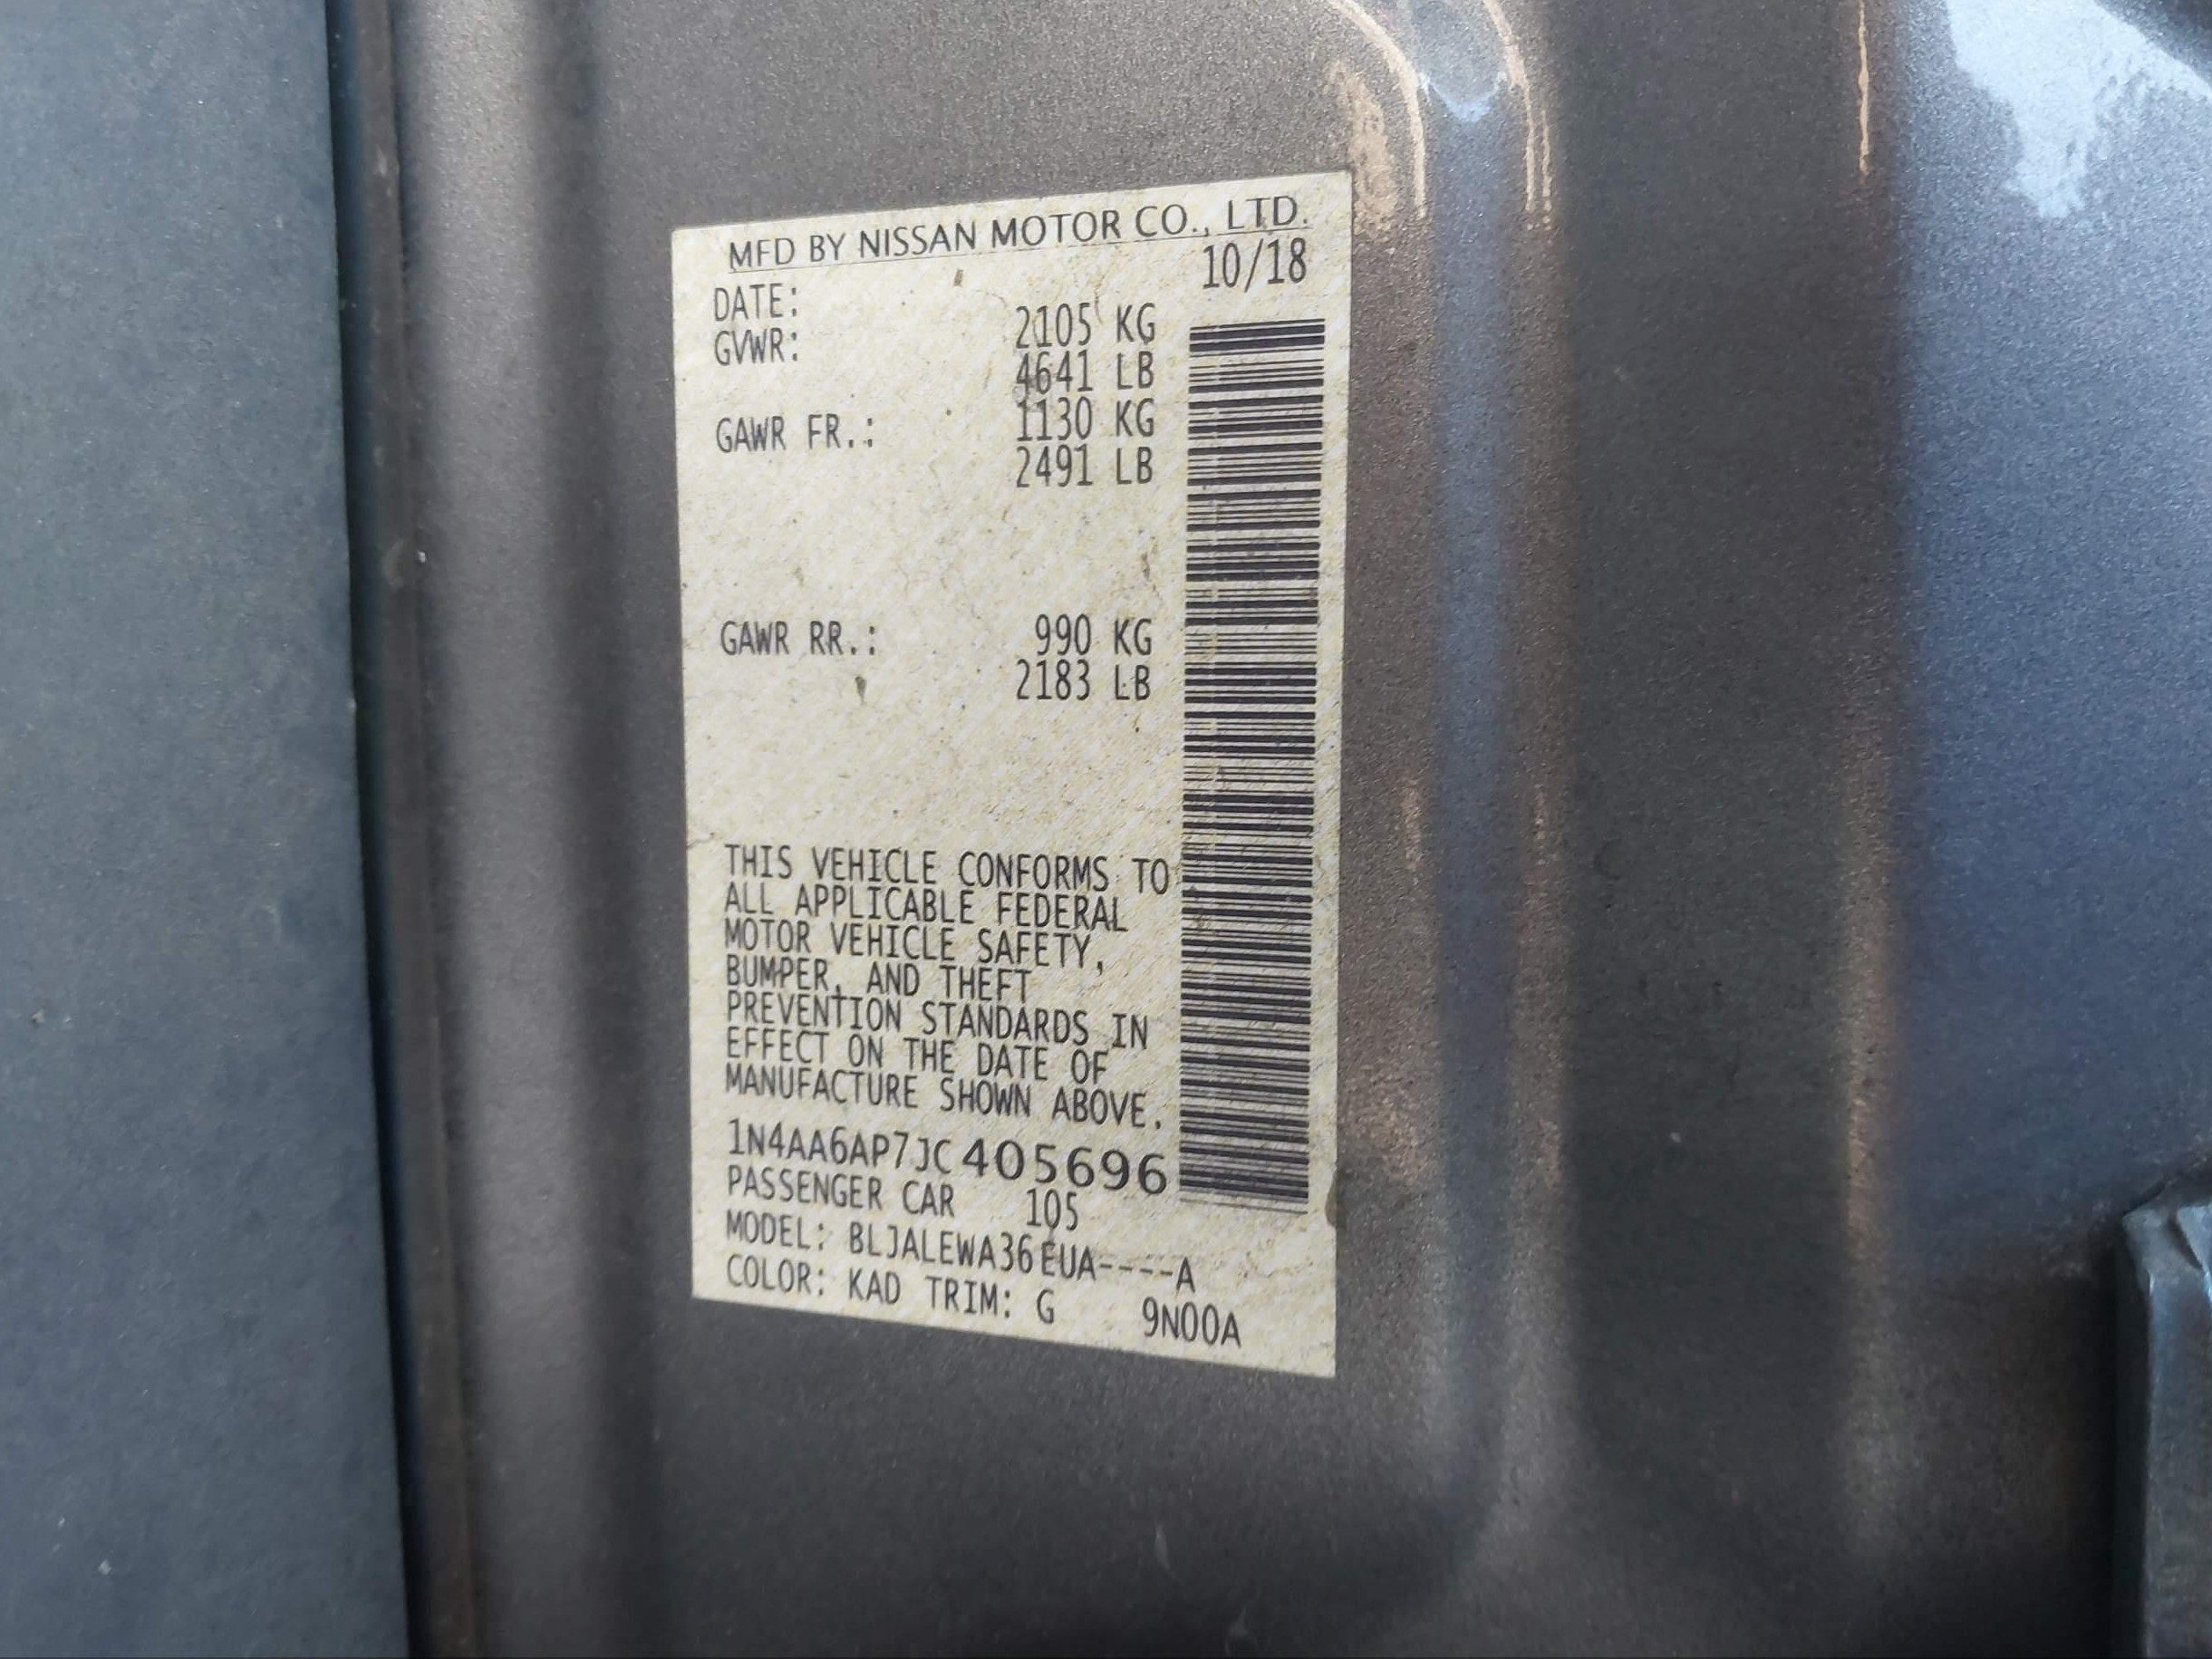 MFD BY NISSAN MOTOR CO., LTD.
DATE: 10/18
GVWR: 2105 KG
4641 LB
GAWR FR.: 1130 KG
2491 LB
GAWR RR.: 990 KG
2183 LB
THIS VEHICLE CONFORMS TO
ALL APPLICABLE FEDERAL
MOTOR VEHICLE SAFETY,
BUMPER, AND THEFT
PREVENTION STANDARDS IN
EFFECT ON THE DATE OF
MANUFACTURE SHOWN ABOVE.
1N4AA6AP7JC405696
PASSENGER CAR 105
MODEL: BLJALEWA36EUA----A
COLOR: KAD TRIM: G 9N00A